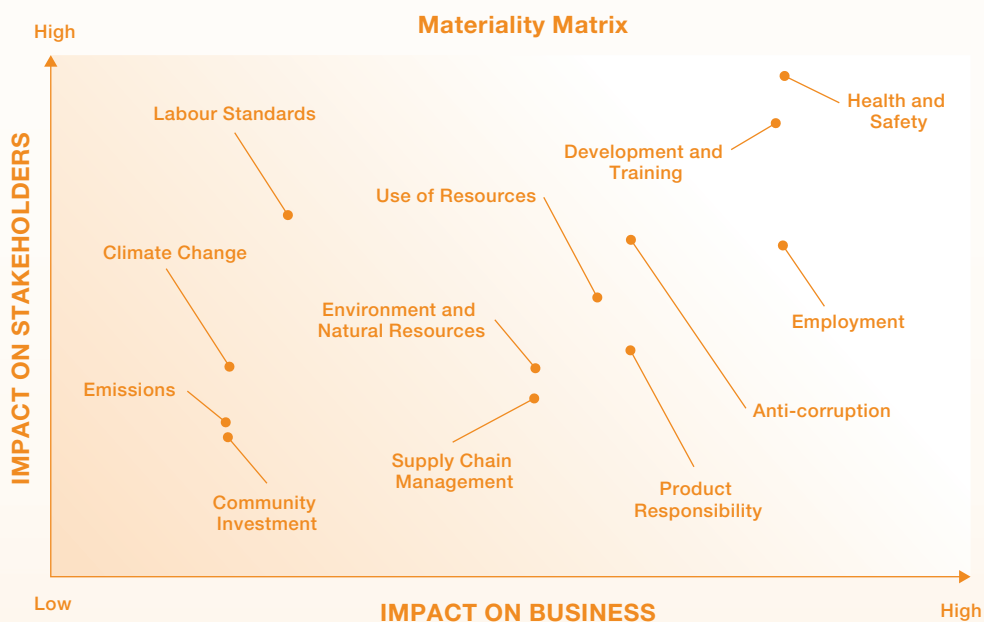 Materiality Matrix
High
Health and
Safety
Labour Standards
Development and
Training
Use of Resources
Climate Change
Environment and
Natural Resources
Employment
Emissions
Anti-corruption
Supply Chain
Management
Product
Responsibility
Community
Investment
IMPACT ON STAKEHOLDERS
Low
IMPACT ON BUSINESS
High